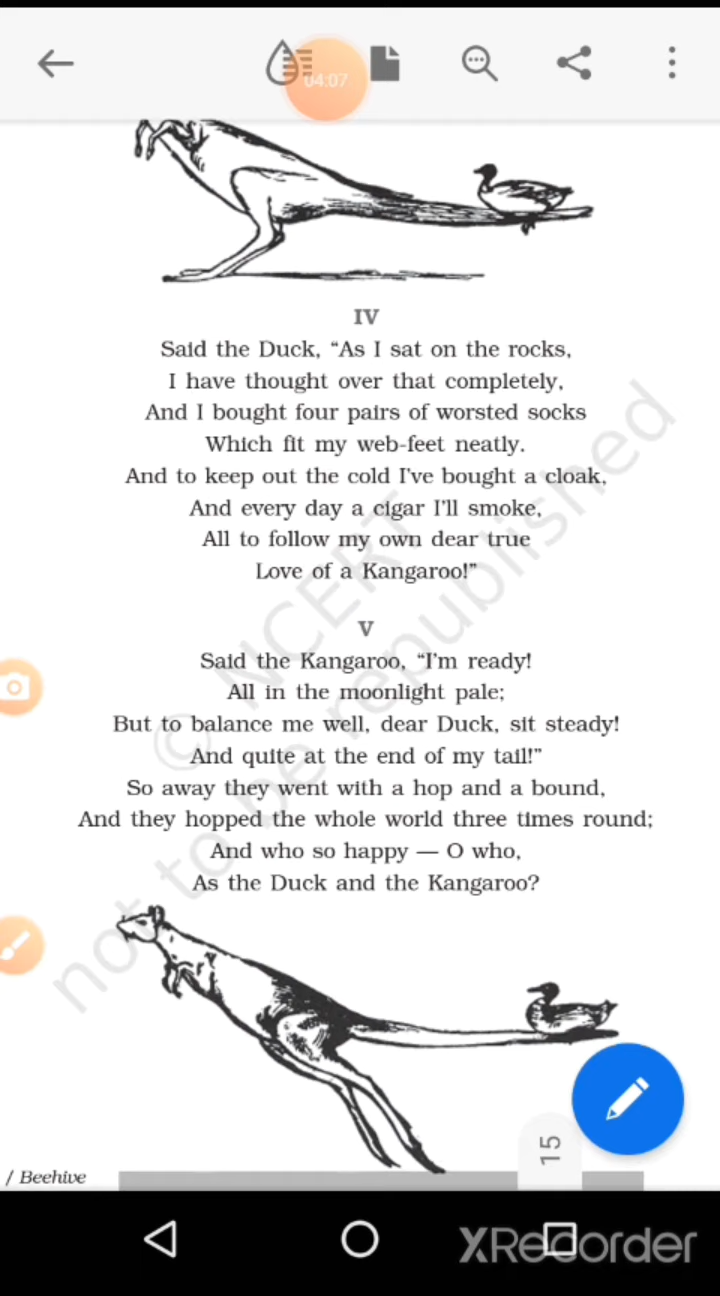 04:07
IV
Said the Duck, “As I sat on the rocks,
I have thought over that completely,
And I bought four pairs of worsted socks
Which fit my web-feet neatly.
And to keep out the cold I’ve bought a cloak,
And every day a cigar I’ll smoke,
All to follow my own dear true
Love of a Kangaroo!”
V
Said the Kangaroo, “I’m ready!
All in the moonlight pale;
But to balance me well, dear Duck, sit steady!
And quite at the end of my tail!”
So away they went with a hop and a bound,
And they hopped the whole world three times round;
And who so happy — O who,
As the Duck and the Kangaroo?
© NCERT
not to be republished
15
/ Beehive
XRecorder